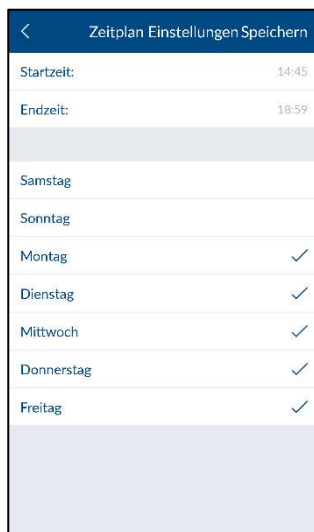 Zeitplan Einstellungen Speichern
Startzeit: 14:45
Endzeit: 18:59
Samstag
Sonntag
Montag
Dienstag
Mittwoch
Donnerstag
Freitag